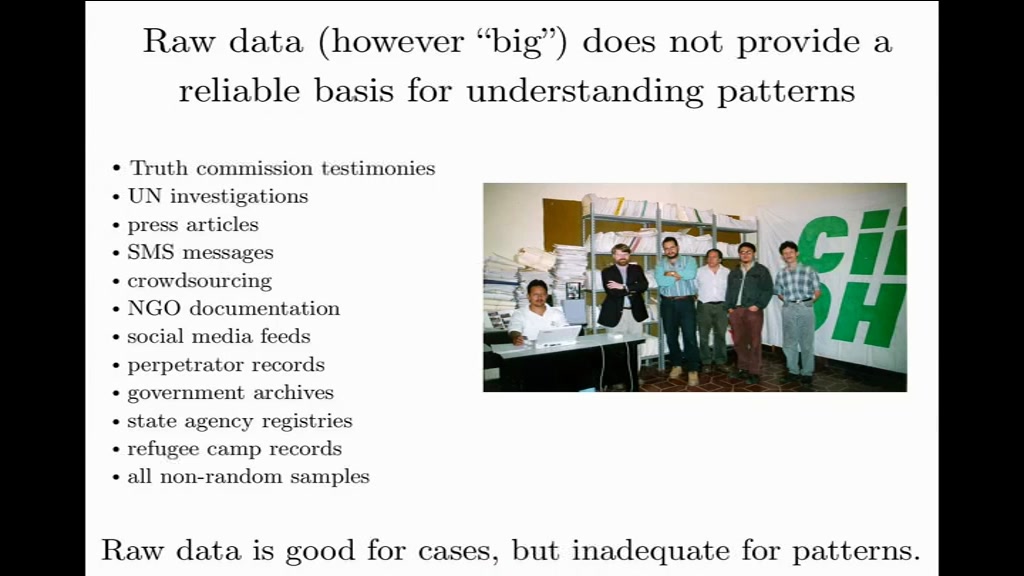 Raw data (however “big”) does not provide a
reliable basis for understanding patterns
• Truth commission testimonies
• UN investigations
• press articles
• SMS messages
• crowdsourcing
• NGO documentation
• social media feeds
• perpetrator records
• government archives
• state agency registries
• refugee camp records
• all non-random samples
cii
DH
Raw data is good for cases, but inadequate for patterns.